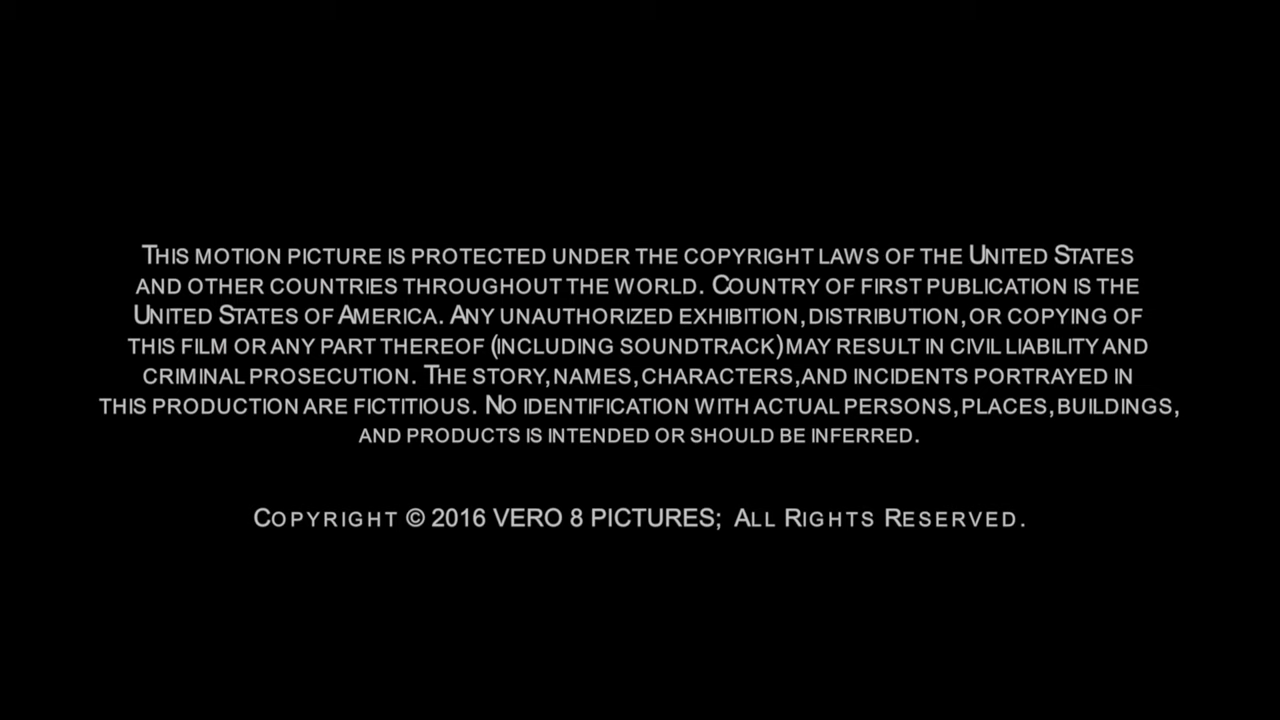 This motion picture is protected under the copyright laws of the United States
and other countries throughout the world. Country of first publication is the
United States of America. Any unauthorized exhibition, distribution, or copying of
this film or any part thereof (including soundtrack) may result in civil liability and
criminal prosecution. The story, names, characters, and incidents portrayed in
this production are fictitious. No identification with actual persons, places, buildings,
and products is intended or should be inferred.
Copyright © 2016 VERO 8 PICTURES; All Rights Reserved.